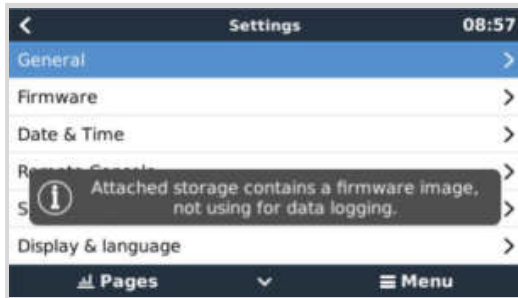 Settings
08:57
General
Firmware
Date & Time
Attached storage contains a firmware image,
not using for data logging.
Display & language
Pages
Menu